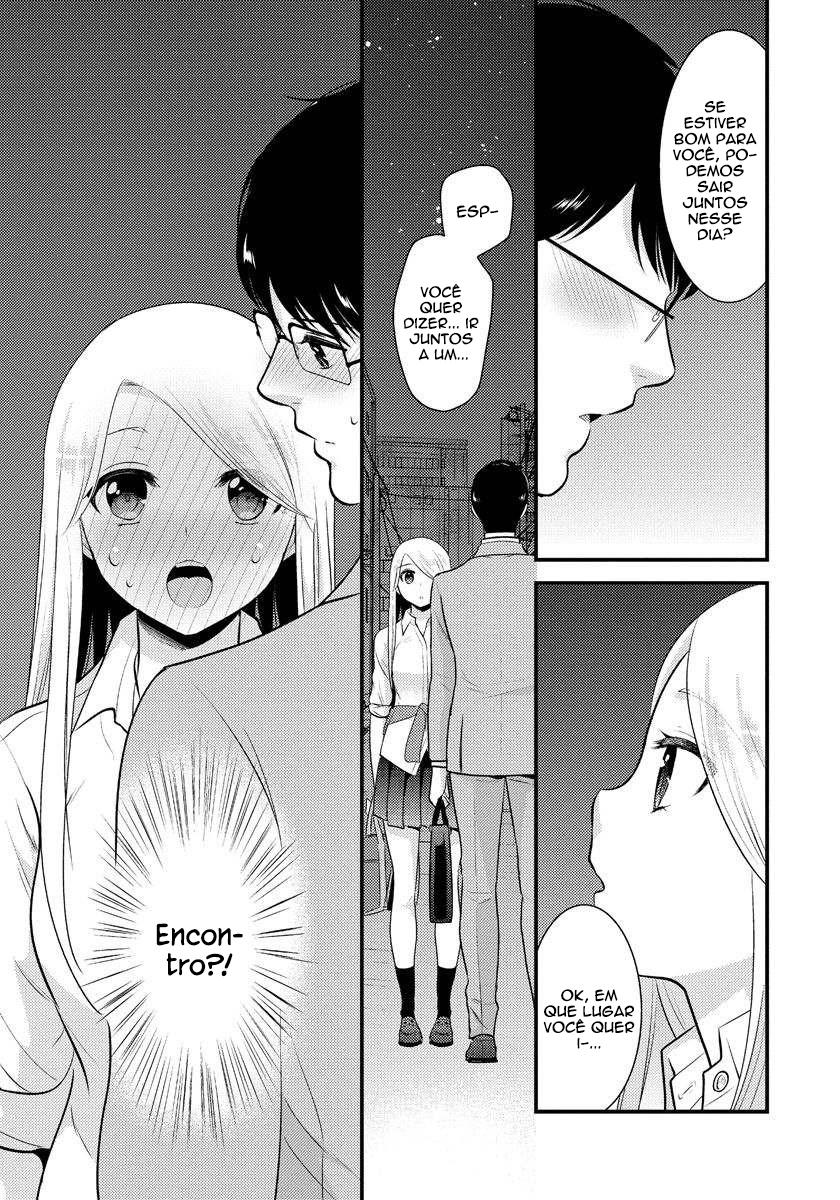 SE
ESTIVER
BOM PARA
VOCÊ, PO-
DEMOS
SAIR
JUNTOS
NESSE
DIA?
OK, EM
QUE LUGAR
VOCÊ QUER
I-...
ESP-
VOCÊ
QUER
DIZER... IR
JUNTOS
A UM...
Encon-
tro?!